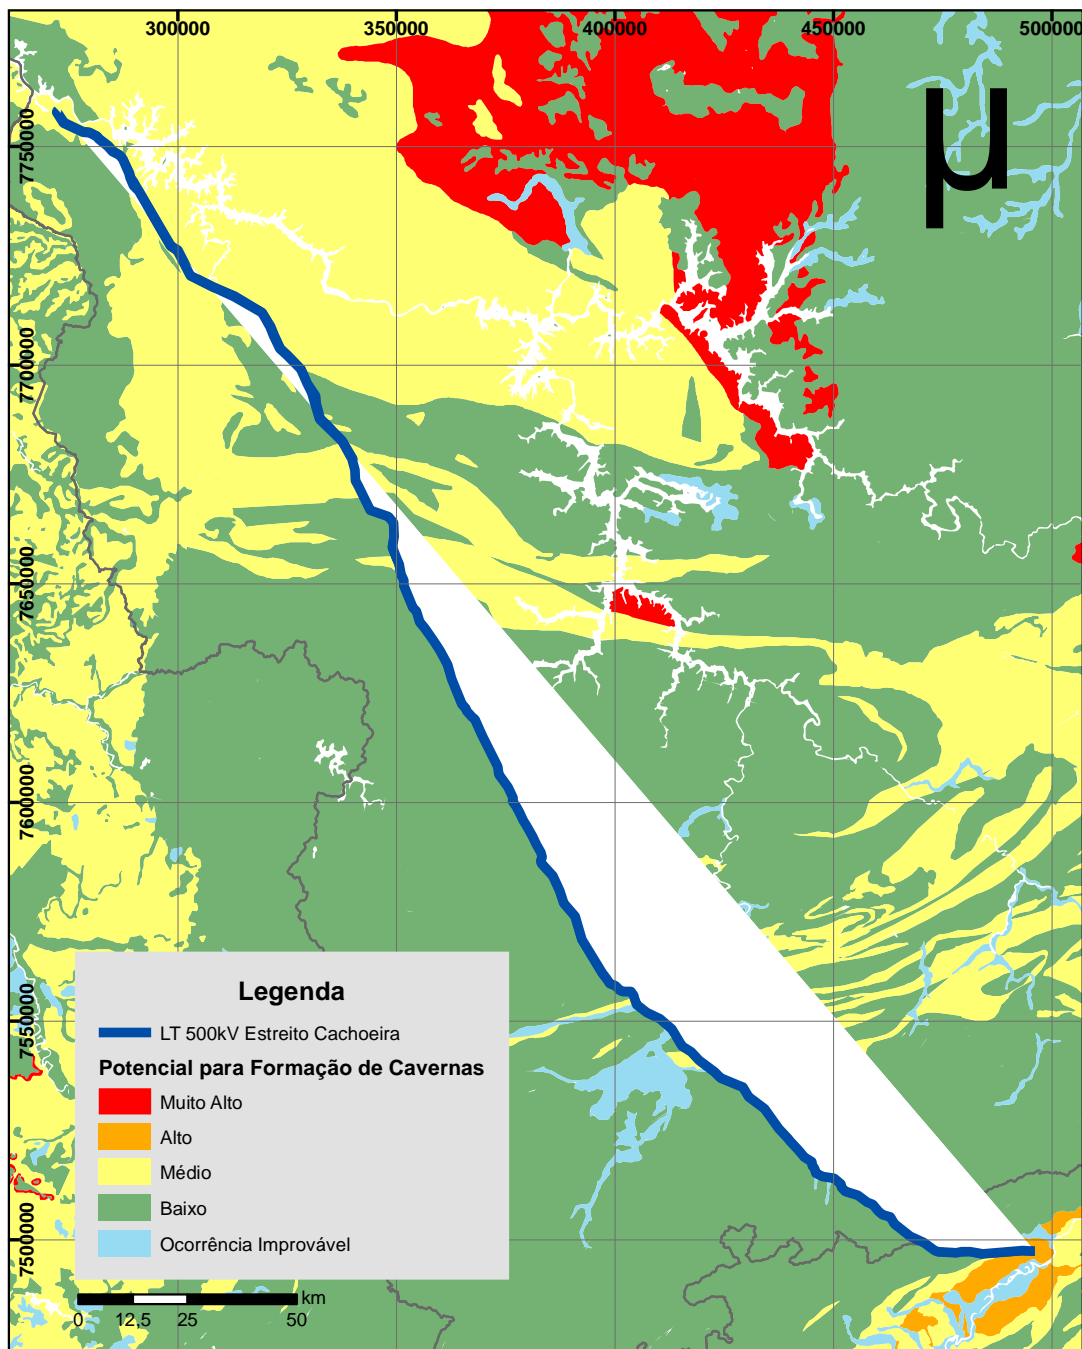 300000 350000 400000 450000 500000
µ
7750000
7700000
7650000
7600000
7550000
7500000
Legenda
LT 500kV Estreito Cachoeira
Potencial para Formação de Cavernas
Muito Alto
Alto
Médio
Baixo
Ocorrência Improvável
km
0 12,5 25 50